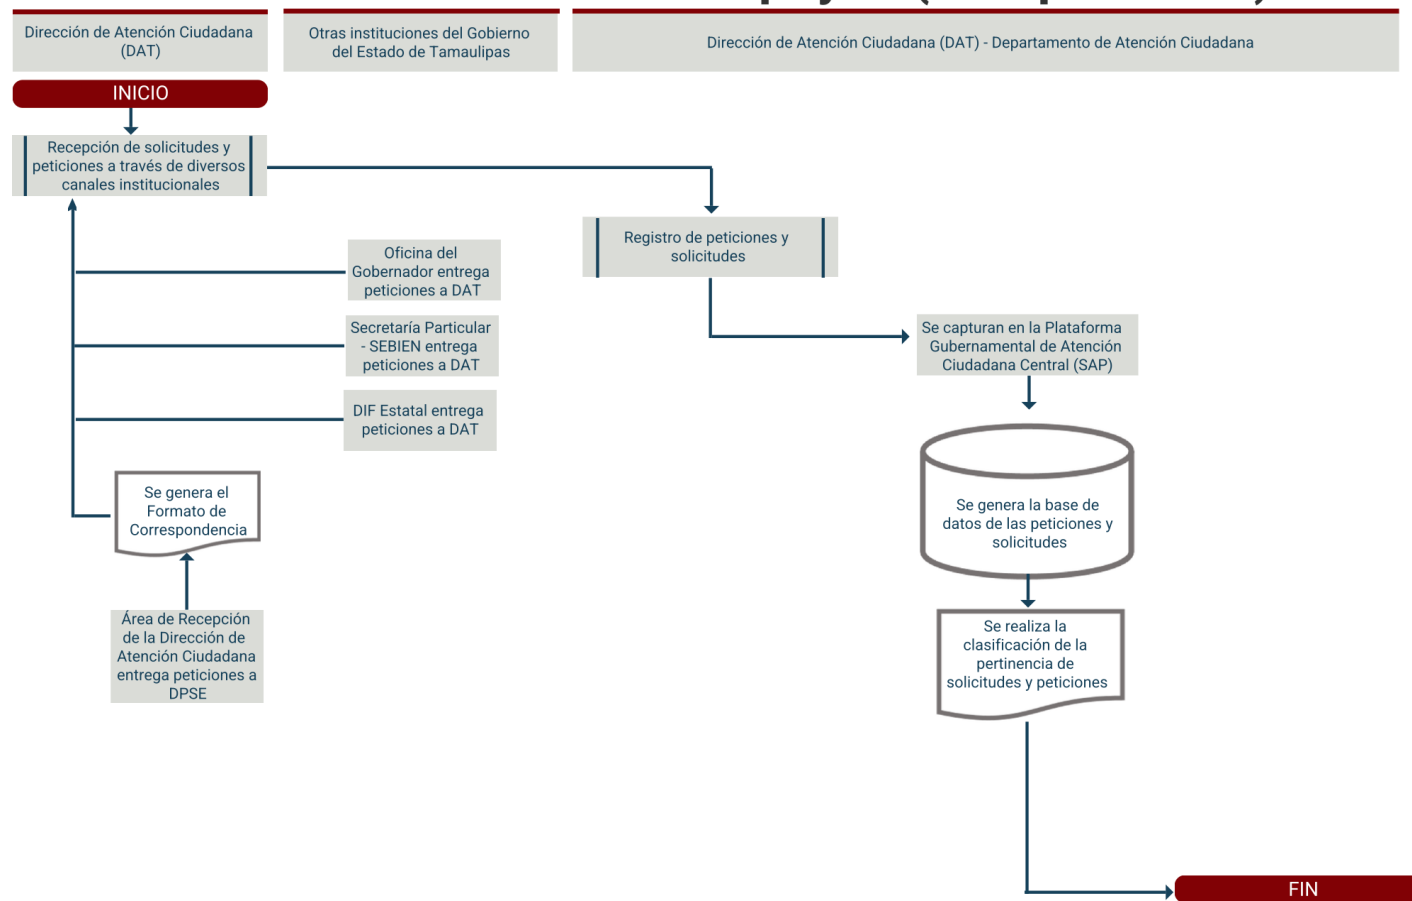 Dirección de Atención Ciudadana
(DAT)
Otras instituciones del Gobierno
del Estado de Tamaulipas
Dirección de Atención Ciudadana (DAT) - Departamento de Atención Ciudadana
INICIO
Recepción de solicitudes y
peticiones a través de diversos
canales institucionales
Registro de peticiones y
solicitudes
Oficina del
Gobernador entrega
peticiones a DAT
Secretaría Particular
- SEBIEN entrega
peticiones a DAT
Se capturan en la Plataforma
Gubernamental de Atención
Ciudadana Central (SAP)
DIF Estatal entrega
peticiones a DAT
Se genera el
Formato de
Correspondencia
Se genera la base de
datos de las peticiones y
solicitudes
Área de Recepción
de la Dirección de
Atención Ciudadana
entrega peticiones a
DPSE
Se realiza la
clasificación de la
pertinencia de
solicitudes y peticiones
FIN